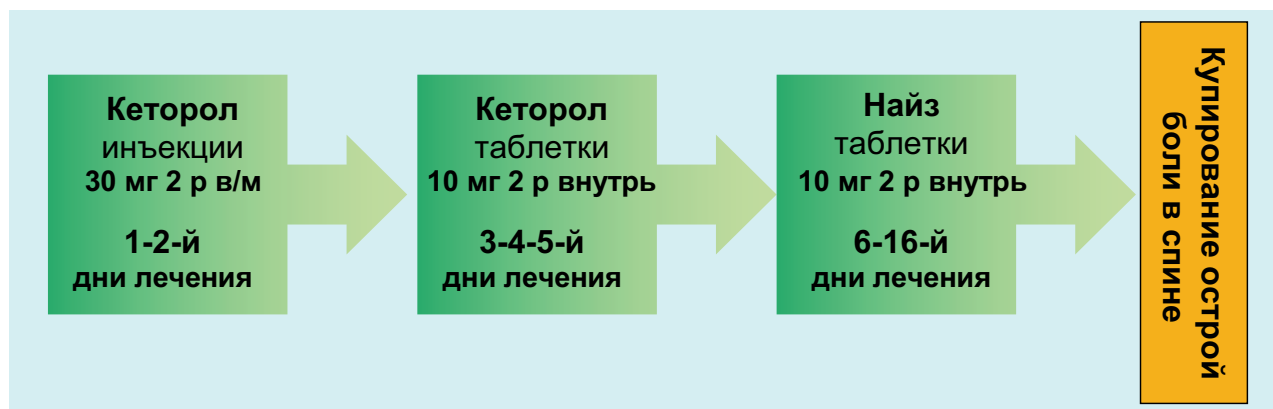 Кеторол
инъекции
30 мг 2 р в/м
1-2-й
дни лечения
Кеторол
таблетки
10 мг 2 р внутрь
3-4-5-й
дни лечения
Найз
таблетки
10 мг 2 р внутрь
6-16-й
дни лечения
Купирование острой
боли в спине